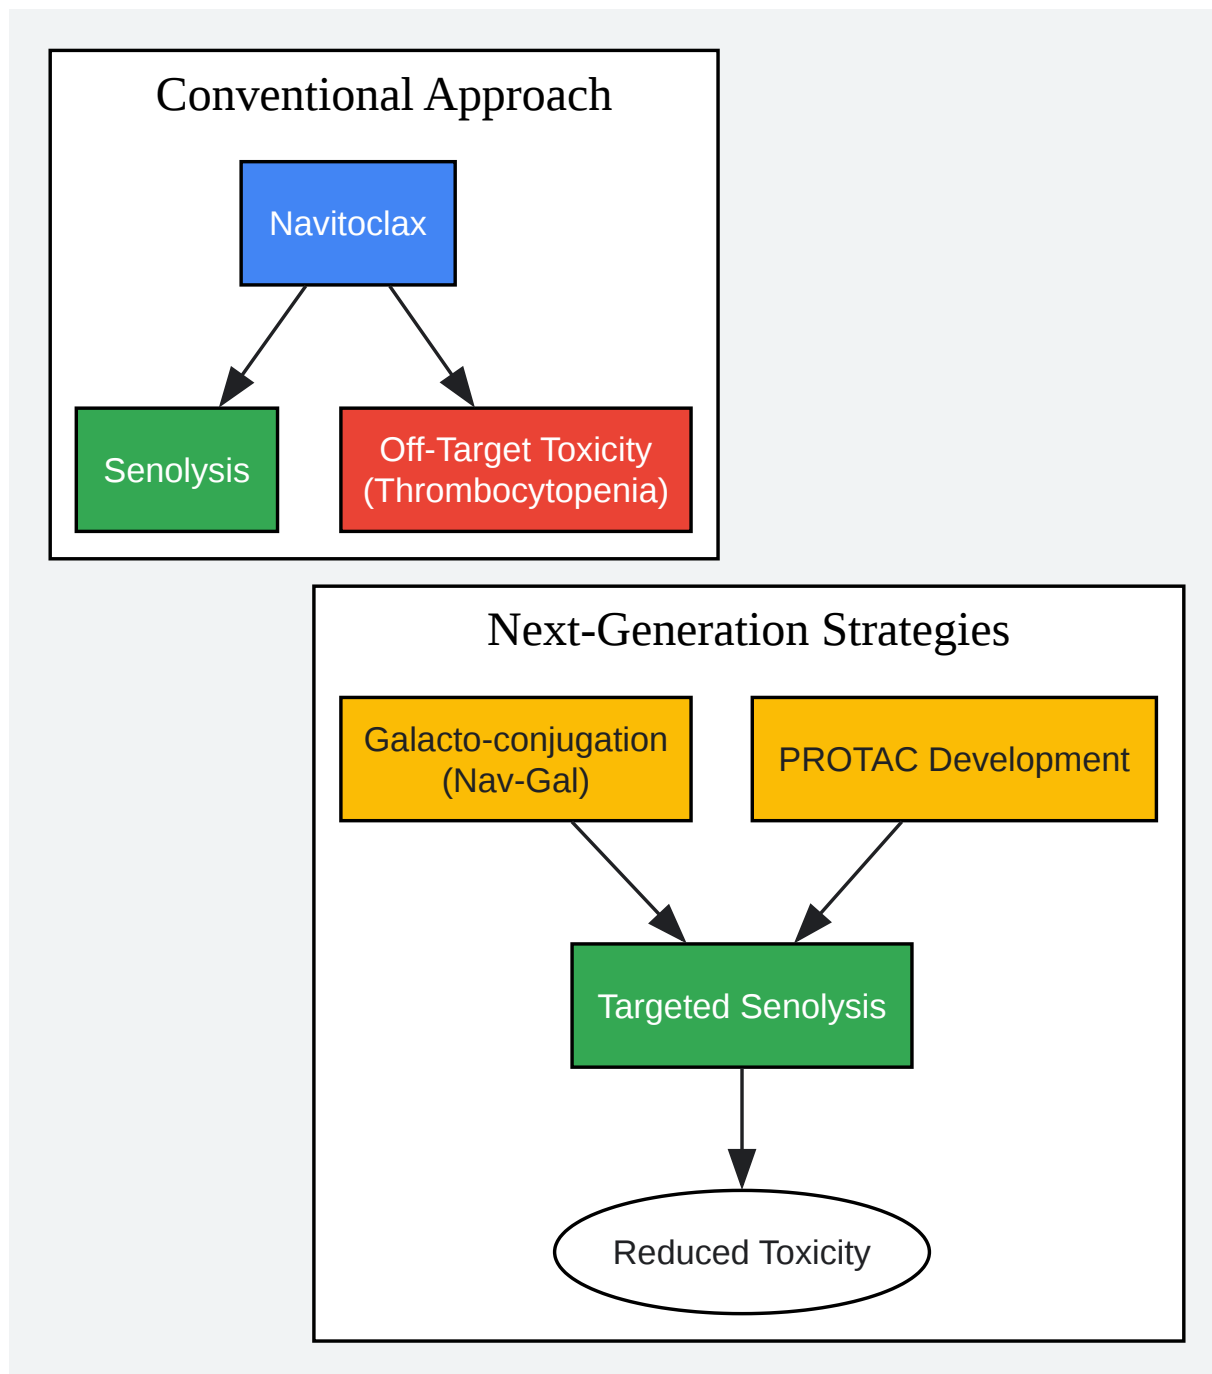 Conventional Approach
Navitoclax
Senolysis
Off-Target Toxicity
(Thrombocytopenia)
Next-Generation Strategies
Galacto-conjugation
(Nav-Gal)
PROTAC Development
Targeted Senolysis
Reduced Toxicity